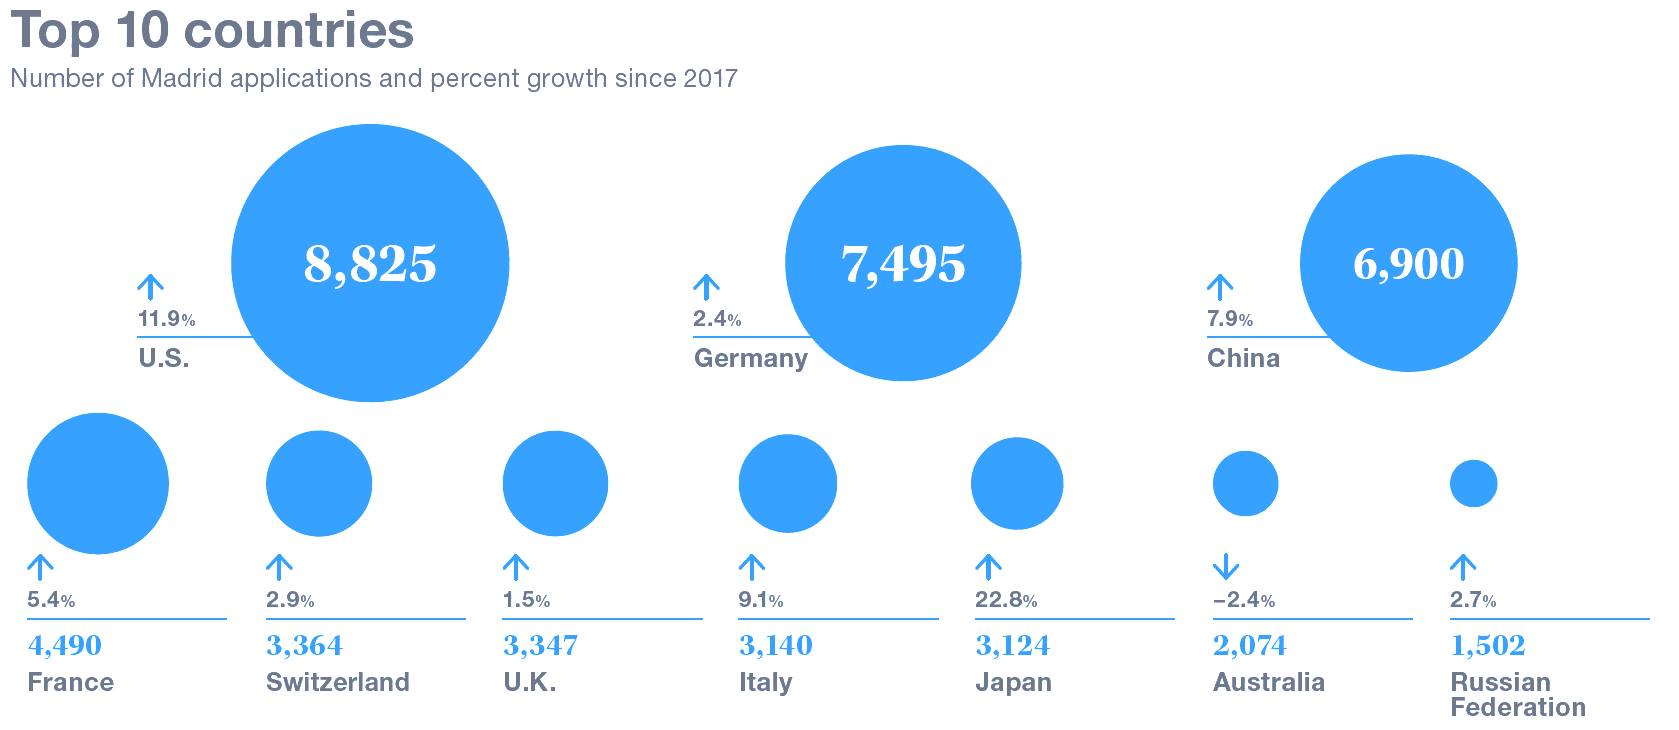 Top 10 countries
Number of Madrid applications and percent growth since 2017
8,825
11.9%
U.S.
7,495
2.4%
Germany
6,900
7.9%
China
5.4%
4,490
France
2.9%
3,364
Switzerland
1.5%
3,347
U.K.
9.1%
3,140
Italy
22.8%
3,124
Japan
–2.4%
2,074
Australia
2.7%
1,502
Russian
Federation